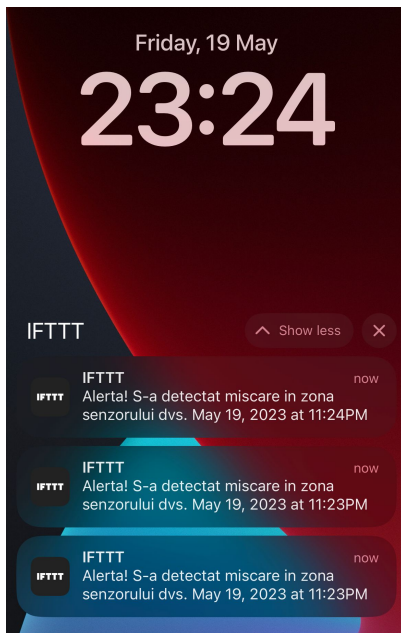 Friday, 19 May
23:24
IFTTT
Show less
IFTTT
now
IFTTT
Alerta! S-a detectat miscare in zona
senzorului dvs. May 19, 2023 at 11:24PM
IFTTT
now
IFTTT
Alerta! S-a detectat miscare in zona
senzorului dvs. May 19, 2023 at 11:23PM
IFTTT
now
IFTTT
Alerta! S-a detectat miscare in zona
senzorului dvs. May 19, 2023 at 11:23PM